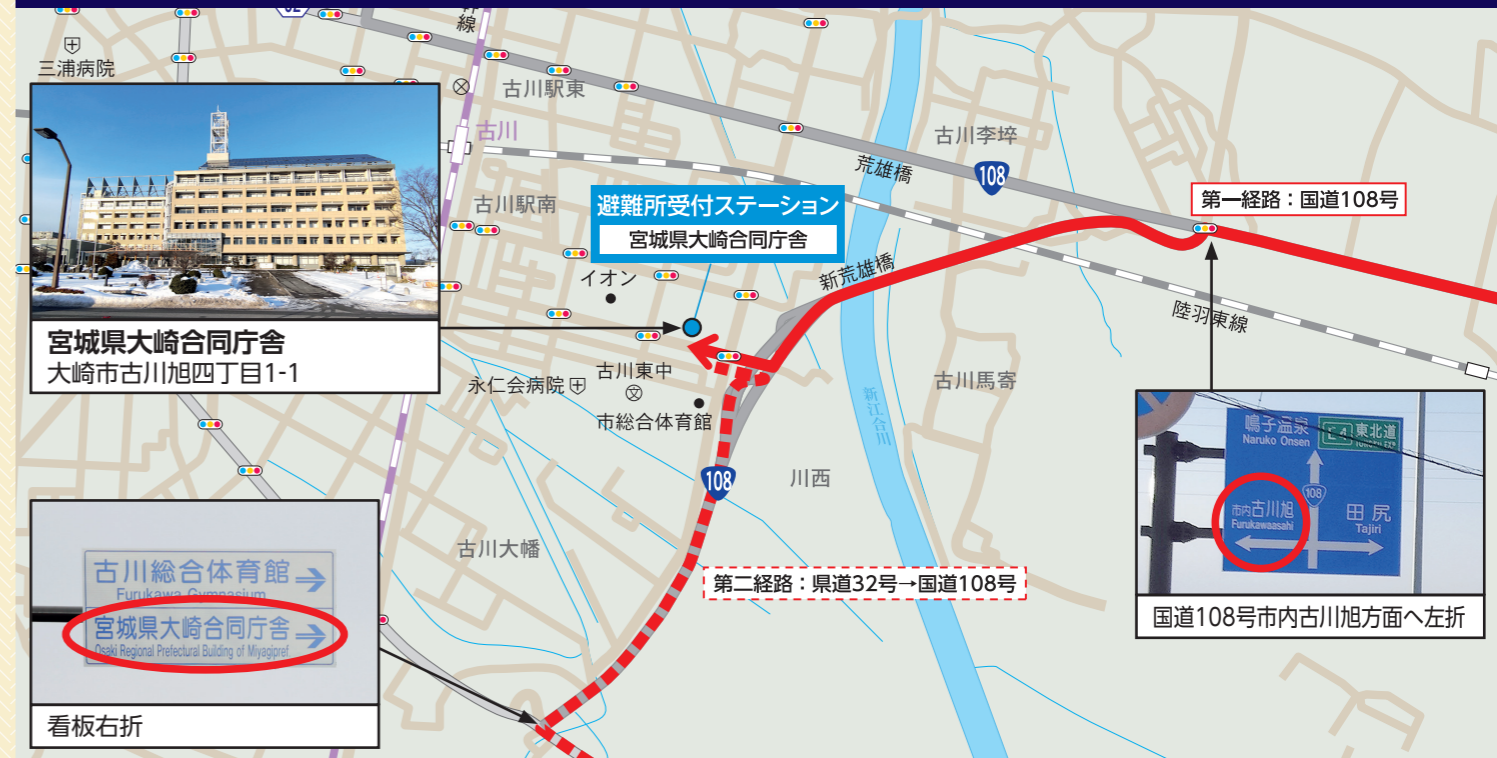 三浦病院
幹
線
古川駅東
古川
古川李埣
荒雄橋
108
第一経路：国道108号
古川駅南
避難所受付ステーション
宮城県大崎合同庁舎
イオン
新荒雄橋
陸羽東線
宮城県大崎合同庁舎
大崎市古川旭四丁目1-1
永仁会病院
古川東中
文
市総合体育館
古川馬寄
新江合川
鳴子温泉
Naruko Onsen
E4 東北道
TOHOKU EXP
108
市内古川旭
Furukawaasahi
田尻
Tajiri
国道108号市内古川旭方面へ左折
108
川西
古川大幡
第二経路：県道32号→国道108号
古川総合体育館
Furukawa Gymnasium
宮城県大崎合同庁舎
Osaki Regional Prefectural Building of Miyagipref.
看板右折